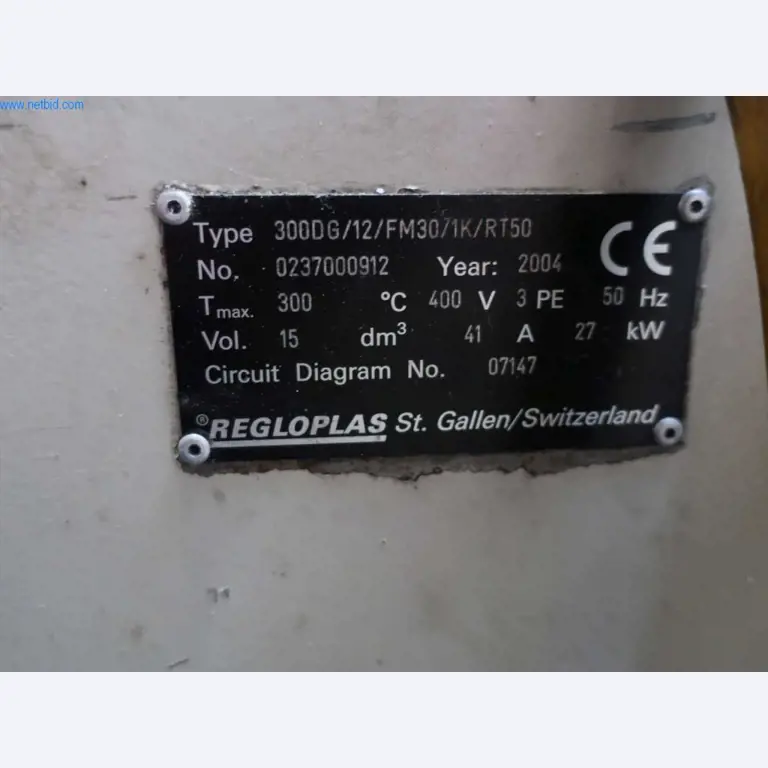 www.netbid.com
Type 300DG/12/FM30/1K/RT50
No. 0237000912 Year: 2004 CE
Tmax. 300 °C 400 V 3 PE 50 Hz
Vol. 15 dm³ 41 A 27 kW
Circuit Diagram No. 07147
®REGLOPLAS St. Gallen/Switzerland